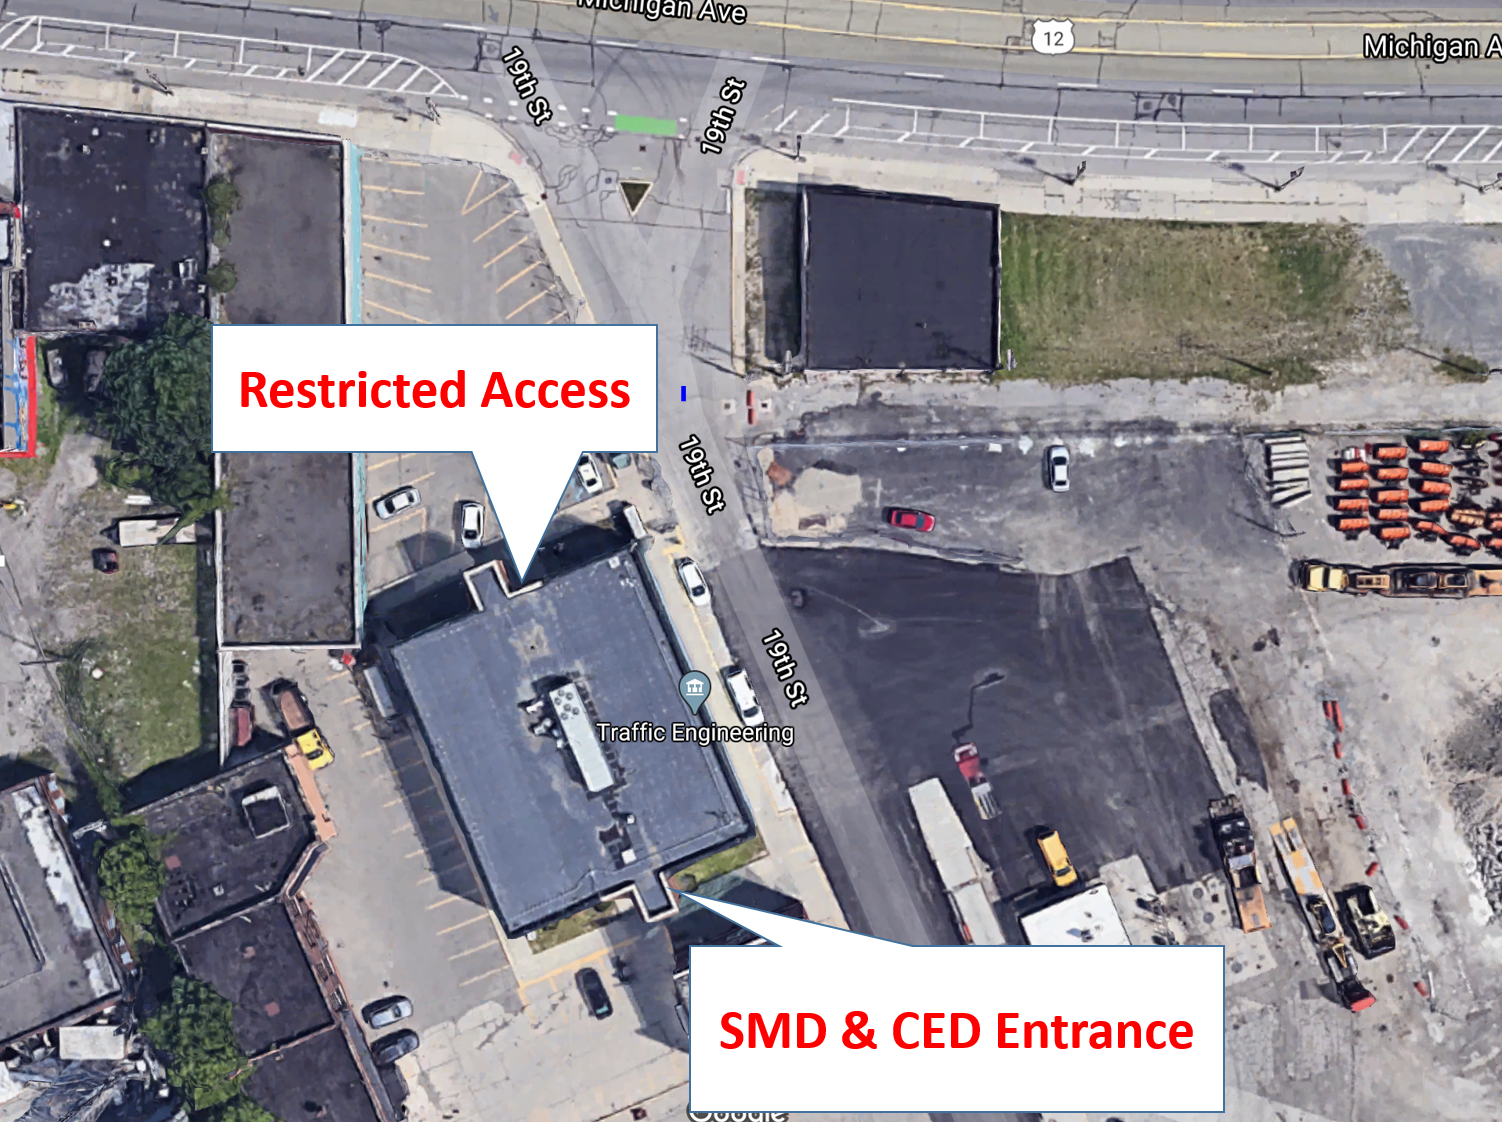 Michigan Ave
12
Michigan A
19th St
19th St
Restricted Access
19th St
19th St
Traffic Engineering
SMD & CED Entrance
Google